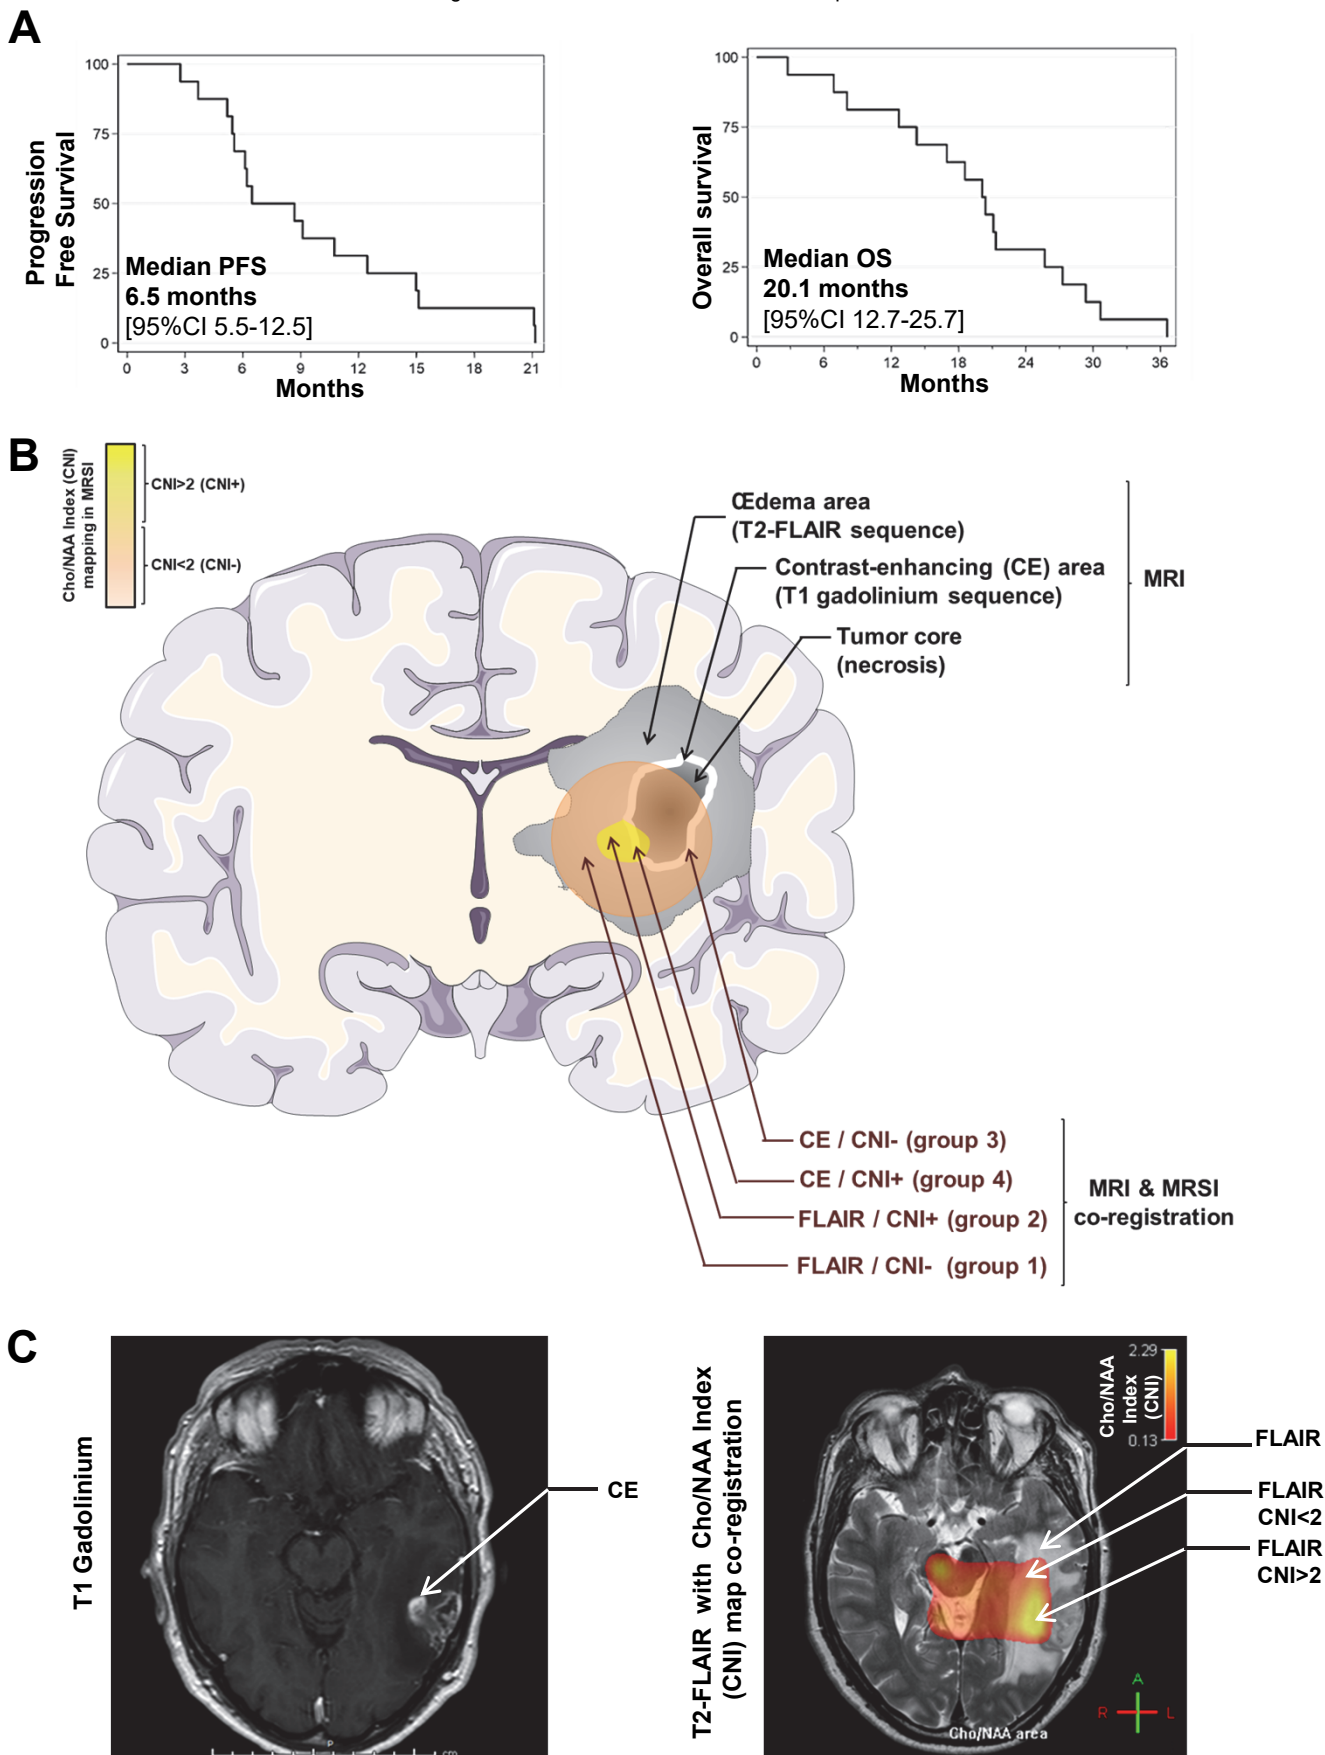 A
100
75
50
25
0
Progression
Free Survival
Median PFS
6.5 months
[95%CI 5.5-12.5]
0 3 6 9 12 15 18 21
Months
100
75
50
25
0
Overall survival
Median OS
20.1 months
[95%CI 12.7-25.7]
0 6 12 18 24 30 36
Months
B
Cho/NAA Index (CNI)
mapping in MRSI
CNI>2 (CNI+)
CNI<2 (CNI-)
Œdema area
(T2-FLAIR sequence)
Contrast-enhancing (CE) area
(T1 gadolinium sequence)
Tumor core
(necrosis)
MRI
CE / CNI- (group 3)
CE / CNI+ (group 4)
FLAIR / CNI+ (group 2)
FLAIR / CNI- (group 1)
MRI & MRSI
co-registration
C
T1 Gadolinium
CE
P
cm
T2-FLAIR with Cho/NAA Index
(CNI) map co-registration
Cho/NAA
Index
(CNI)
2.29
0.13
FLAIR
FLAIR
CNI<2
FLAIR
CNI>2
A
R L
Cho/NAA area